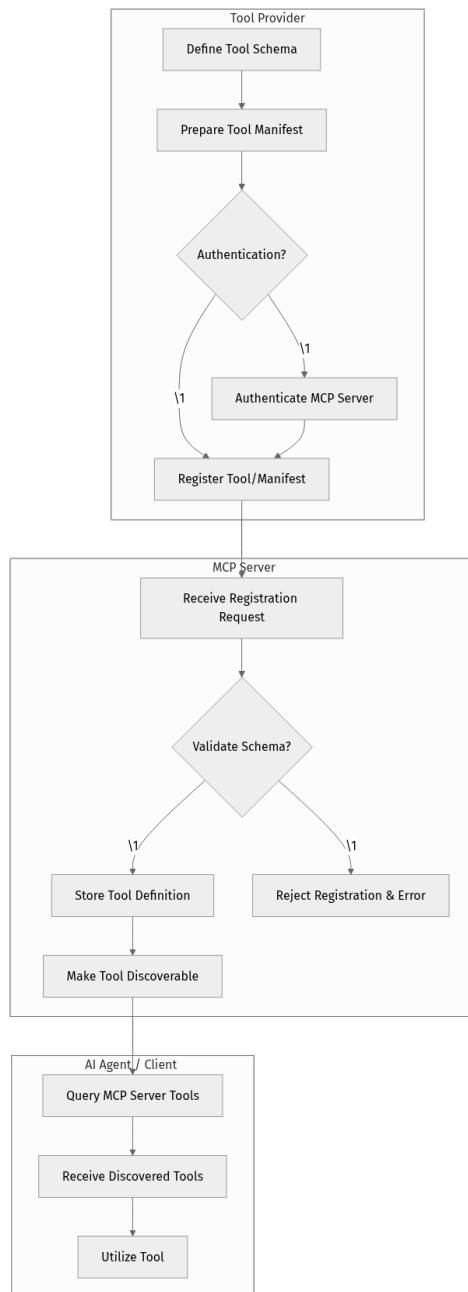 Tool Provider
Define Tool Schema
Prepare Tool Manifest
Authentication?
\1
\1
Authenticate MCP Server
Register Tool/Manifest
MCP Server
Receive Registration
Request
Validate Schema?
\1
\1
Store Tool Definition
Reject Registration & Error
Make Tool Discoverable
AI Agent / Client
Query MCP Server Tools
Receive Discovered Tools
Utilize Tool